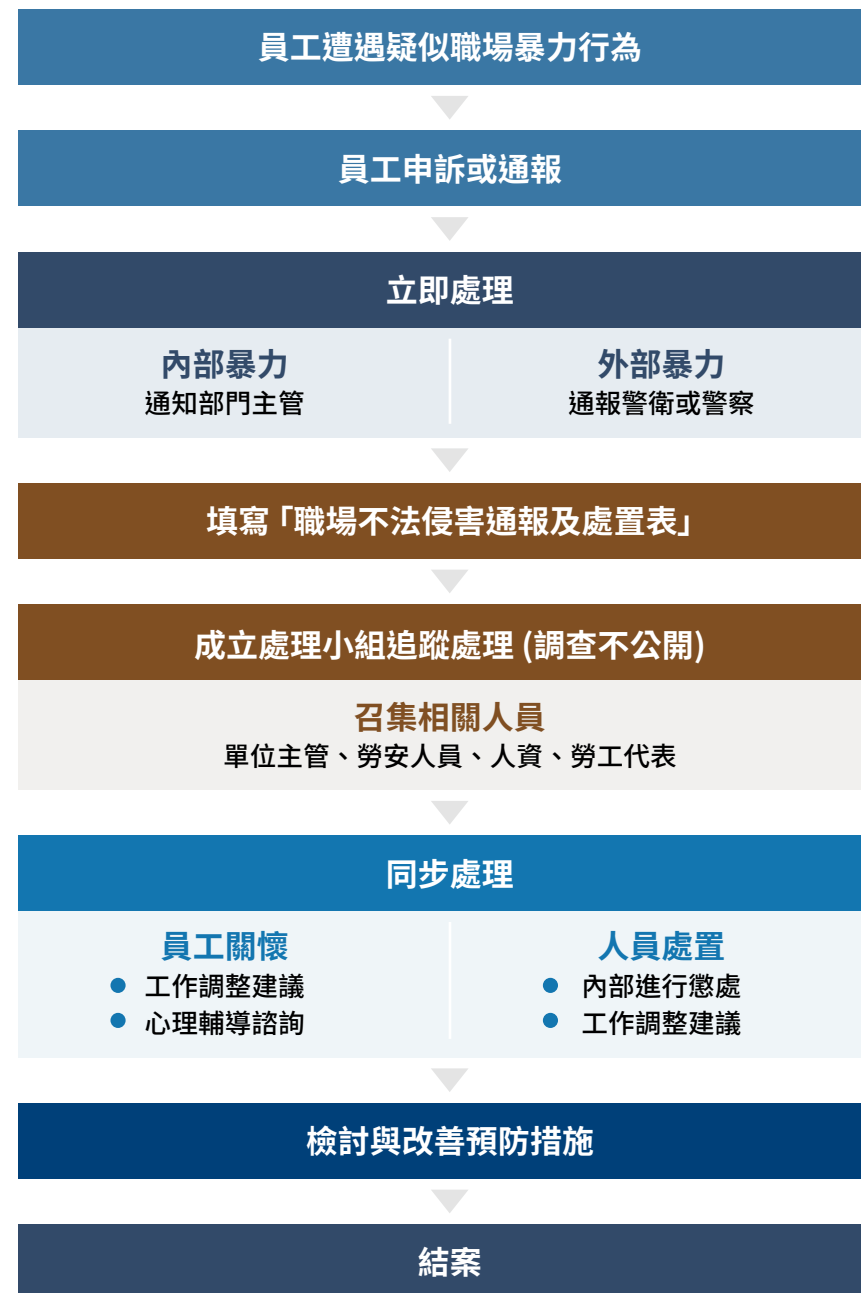 員工遭遇疑似職場暴力行為
員工申訴或通報
立即處理
內部暴力
通知部門主管
外部暴力
通報警衛或警察
填寫「職場不法侵害通報及處置表」
成立處理小組追蹤處理 (調查不公開)
召集相關人員
單位主管、勞安人員、人資、勞工代表
同步處理
員工關懷
● 工作調整建議
● 心理輔導諮詢
人員處置
● 內部進行懲處
● 工作調整建議
檢討與改善預防措施
結案